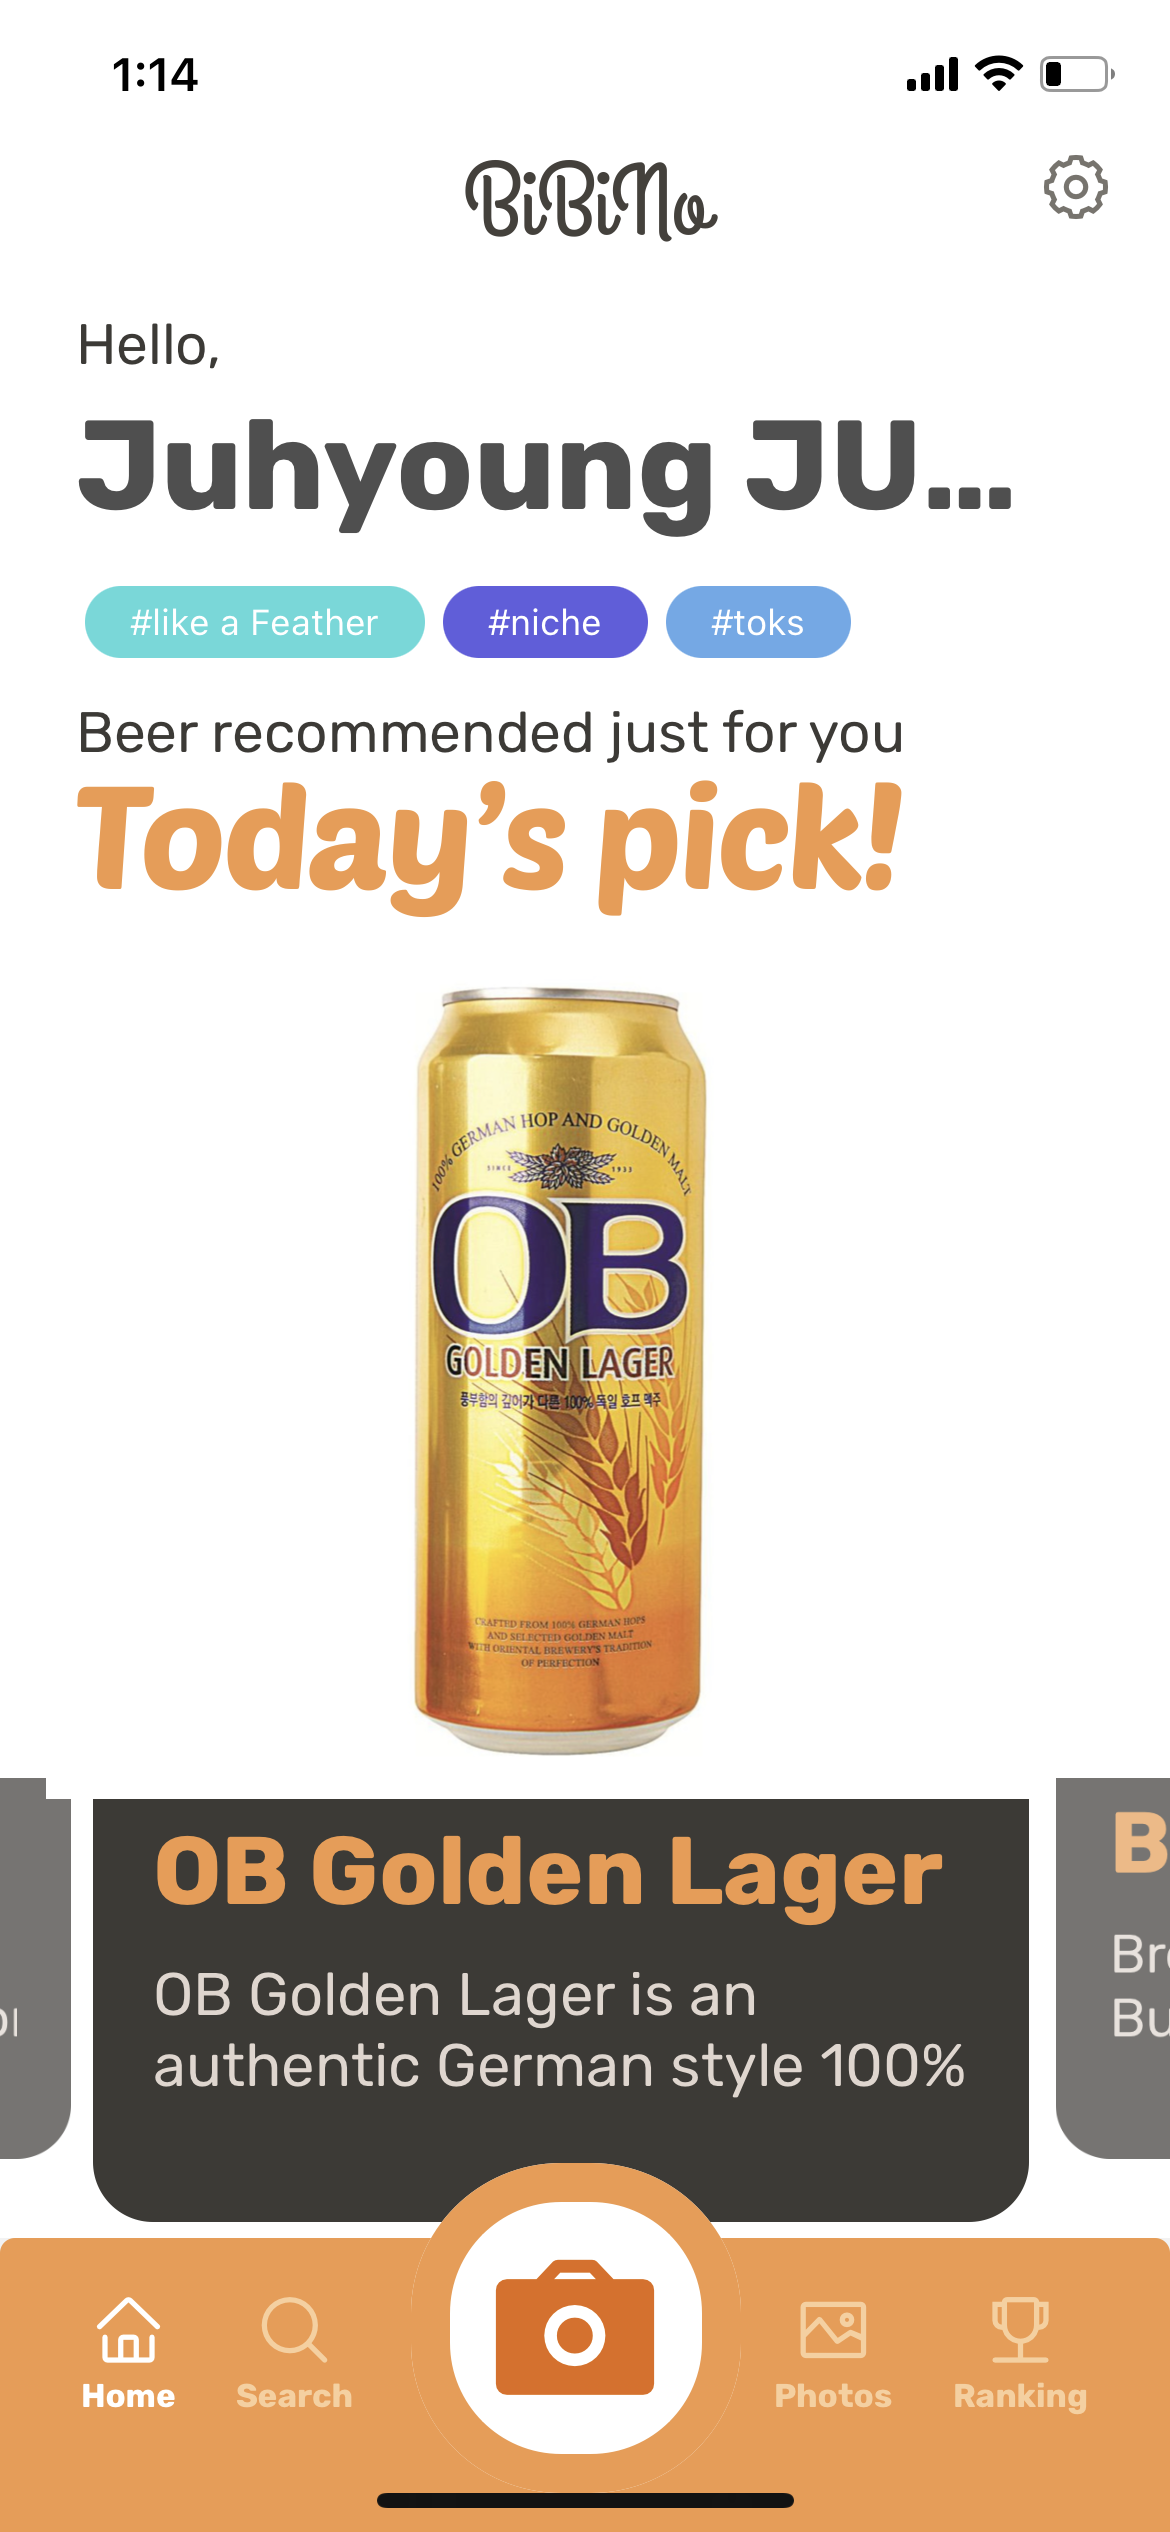 1:14
BiBiNo
Hello,
Juhyoung JU...
#like a Feather #niche #toks
Beer recommended just for you
Today's pick!
100% GERMAN HOP AND GOLDEN MALT
SINCE 1933
OB
GOLDEN LAGER
풍부함의 깊이가 다른 100% 독일 호프 맥주
CRAFTED FROM 100% GERMAN HOPS
AND SELECTED GOLDEN MALT
WITH ORIENTAL BREWERY'S TRADITION
OF PERFECTION
OB Golden Lager
OB Golden Lager is an
authentic German style 100%
B
Bre
Bu
Home Search Photos Ranking